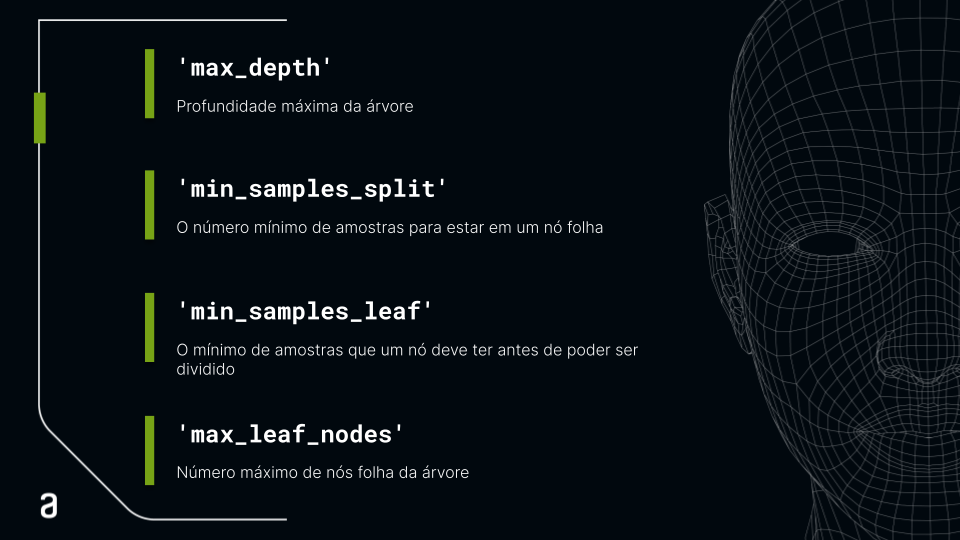 'max_depth'
Profundidade máxima da árvore
'min_samples_split'
O número mínimo de amostras para estar em um nó folha
'min_samples_leaf'
O mínimo de amostras que um nó deve ter antes de poder ser
dividido
'max_leaf_nodes'
Número máximo de nós folha da árvore
a